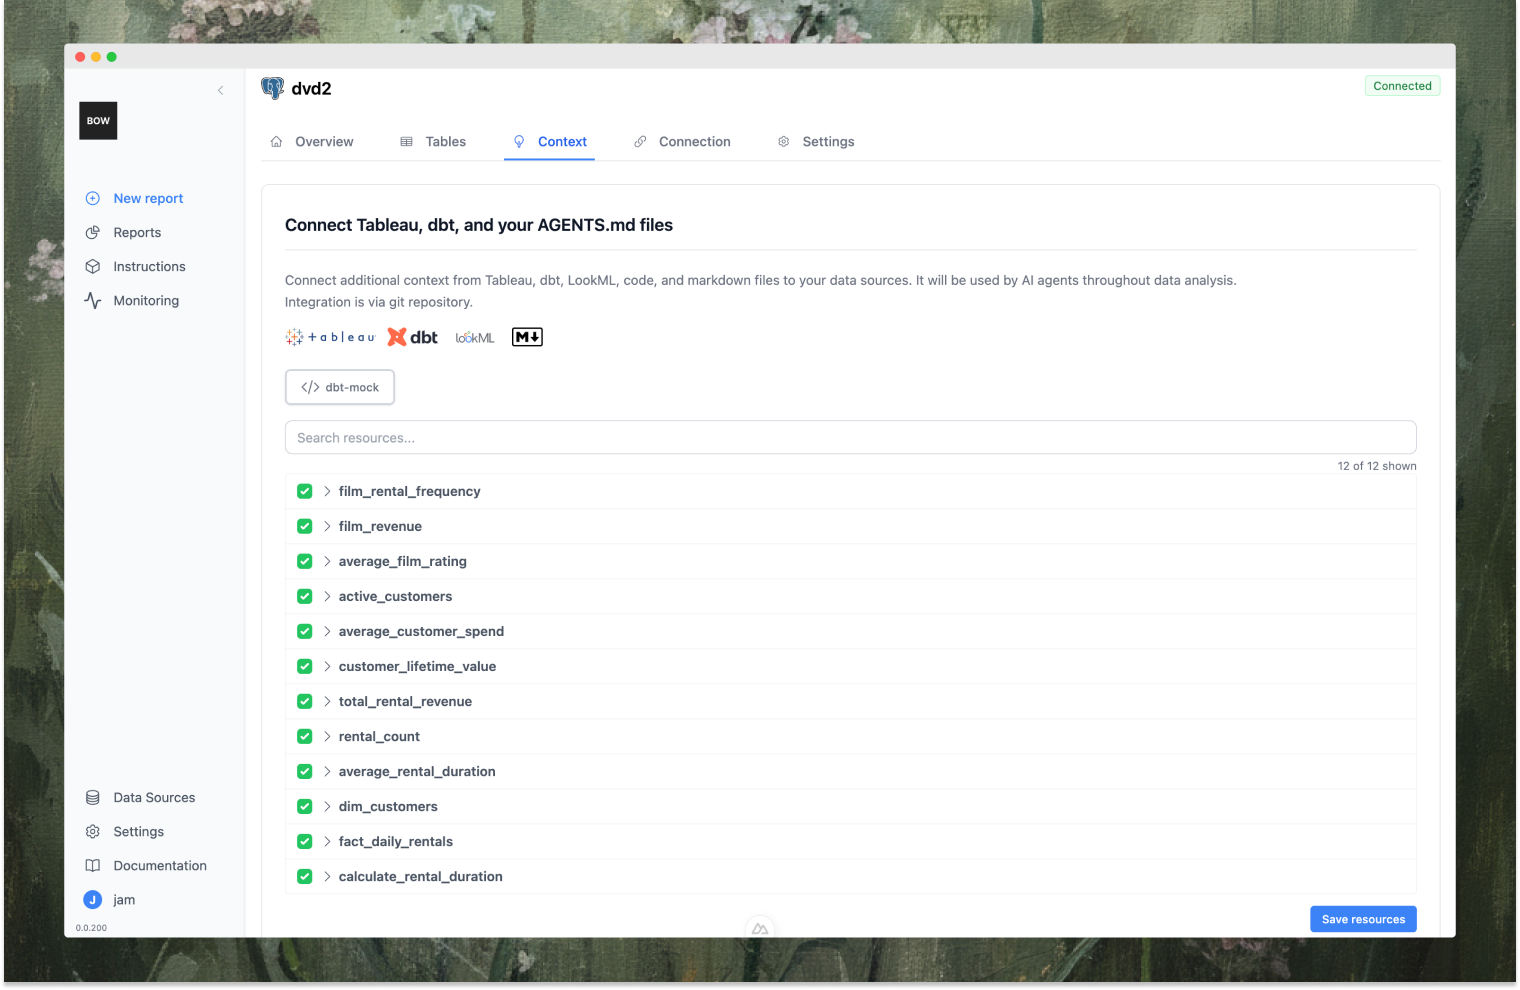 BOW
New report
Reports
Instructions
Monitoring
Data Sources
Settings
Documentation
J jam
0.0.200
dvd2
Connected
Overview Tables Context Connection Settings
Connect Tableau, dbt, and your AGENTS.md files
Connect additional context from Tableau, dbt, LookML, code, and markdown files to your data sources. It will be used by AI agents throughout data analysis.
Integration is via git repository.
+ableau dbt lookML M
</> dbt-mock
Search resources...
12 of 12 shown
film_rental_frequency
film_revenue
average_film_rating
active_customers
average_customer_spend
customer_lifetime_value
total_rental_revenue
rental_count
average_rental_duration
dim_customers
fact_daily_rentals
calculate_rental_duration
Save resources